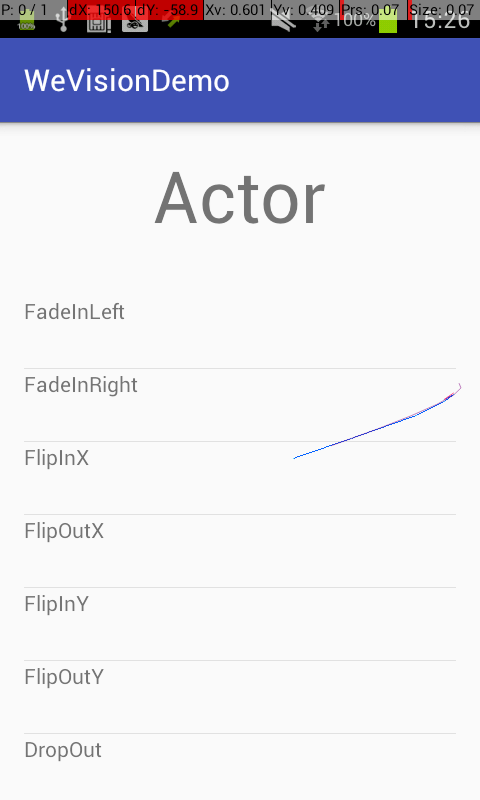 P: 0 / 1 dX: 150.6 dY: -58.9 Xv: 0.601 Yv: 0.409 Prs: 0.07 Size: 0.07
100% 100% 15:26
WeVisionDemo
Actor
FadeInLeft
FadeInRight
FlipInX
FlipOutX
FlipInY
FlipOutY
DropOut